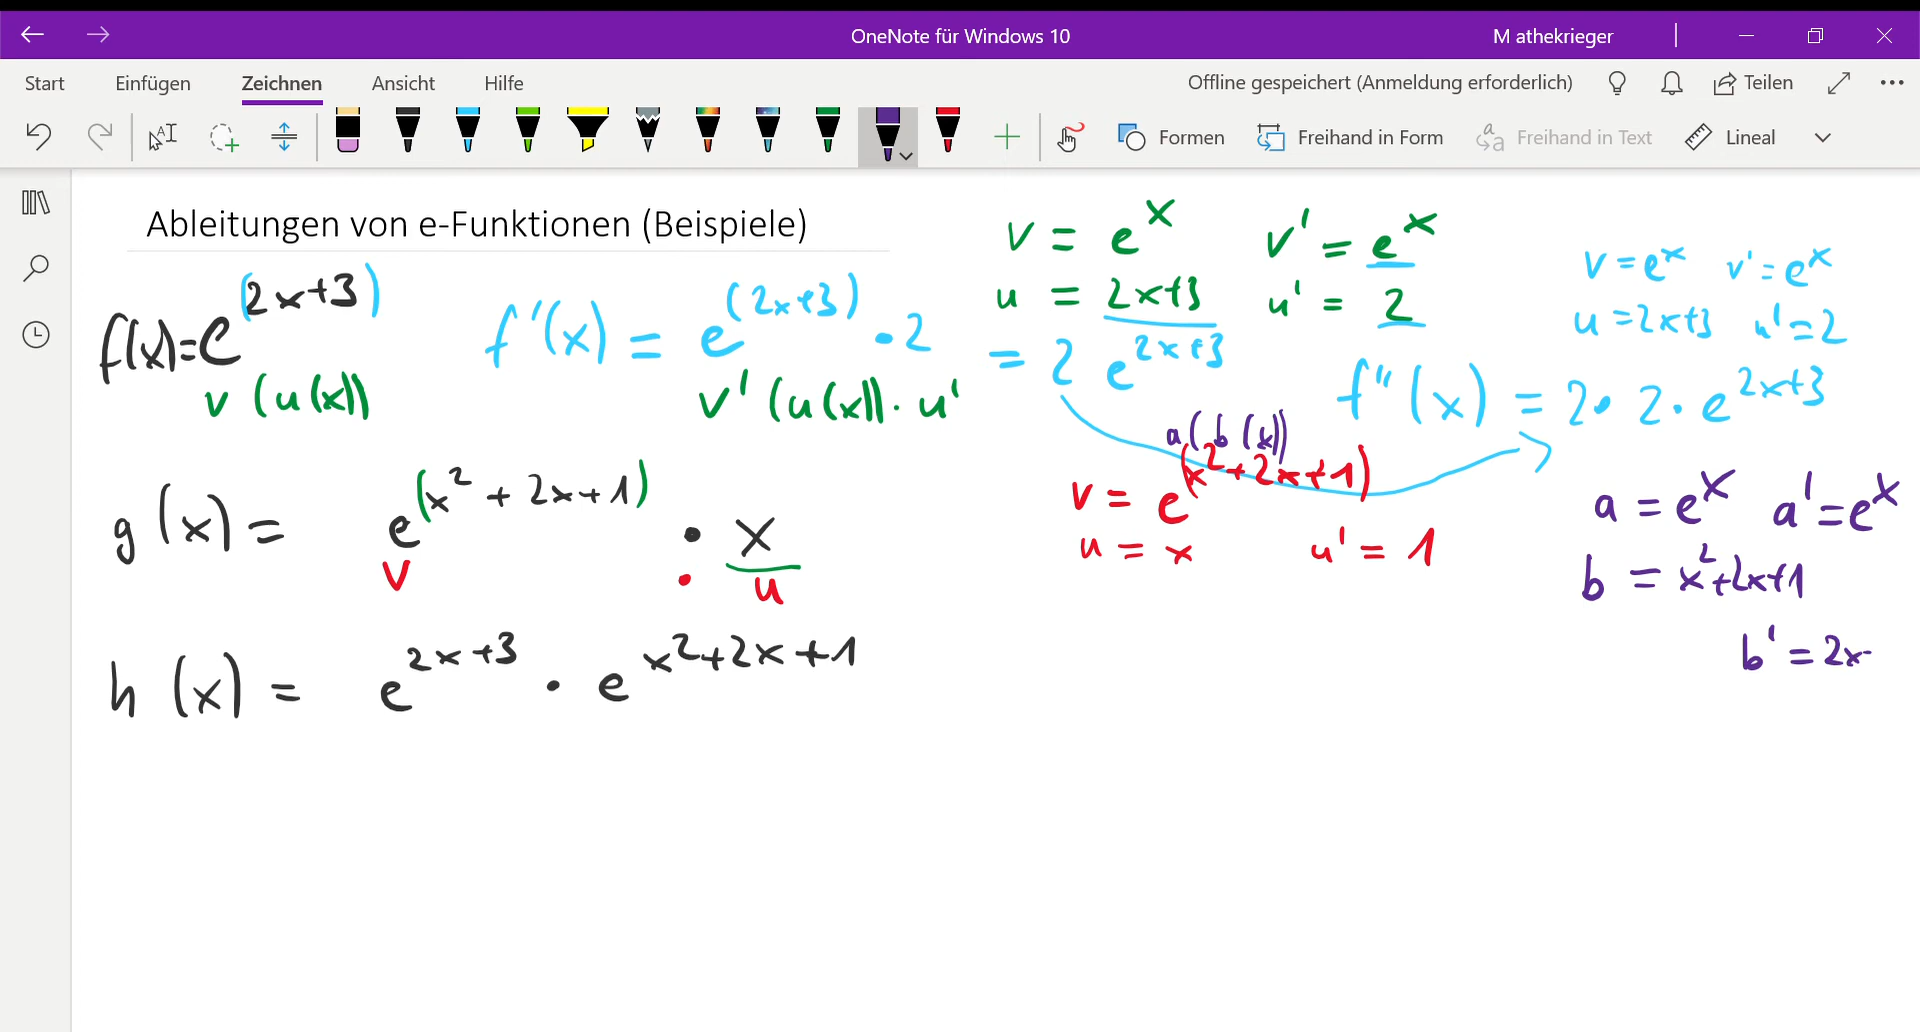 OneNote für Windows 10 M athekrieger
Start Einfügen Zeichnen Ansicht Hilfe Offline gespeichert (Anmeldung erforderlich) Teilen
Formen Freihand in Form Freihand in Text Lineal
Ableitungen von e-Funktionen (Beispiele)
v = e^x v' = e^x
u = 2x+3 u' = 2
v = e^x v' = e^x
u = 2x+3 u' = 2
f(x)=e^(2x+3) f'(x) = e^(2x+3) · 2 = 2 e^2x+3
v (u(x)) v' (u(x)) · u'
f''(x) = 2 · 2 · e^2x+3
a(b(x))
g(x) = e^(x²+2x+1) · x
v · u
v = e^(x²+2x+1)
u = x u' = 1
a = e^x a' = e^x
b = x²+2x+1
b' = 2x
h(x) = e^2x+3 · e^x²+2x+1